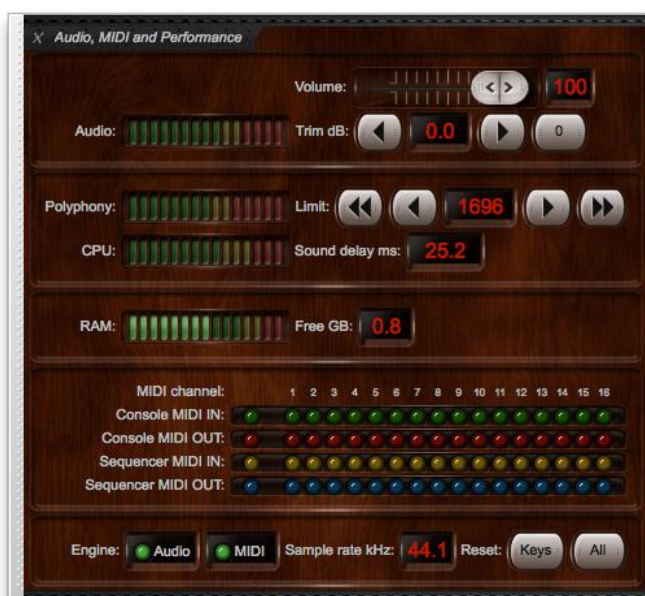 X Audio, MIDI and Performance
Volume: < > 100
Audio: Trim dB: 0.0 0
Polyphony: Limit: 1696
CPU: Sound delay ms: 25.2
RAM: Free GB: 0.8
MIDI channel: 1 2 3 4 5 6 7 8 9 10 11 12 13 14 15 16
Console MIDI IN:
Console MIDI OUT:
Sequencer MIDI IN:
Sequencer MIDI OUT:
Engine: Audio MIDI Sample rate kHz: 44.1 Reset: Keys All